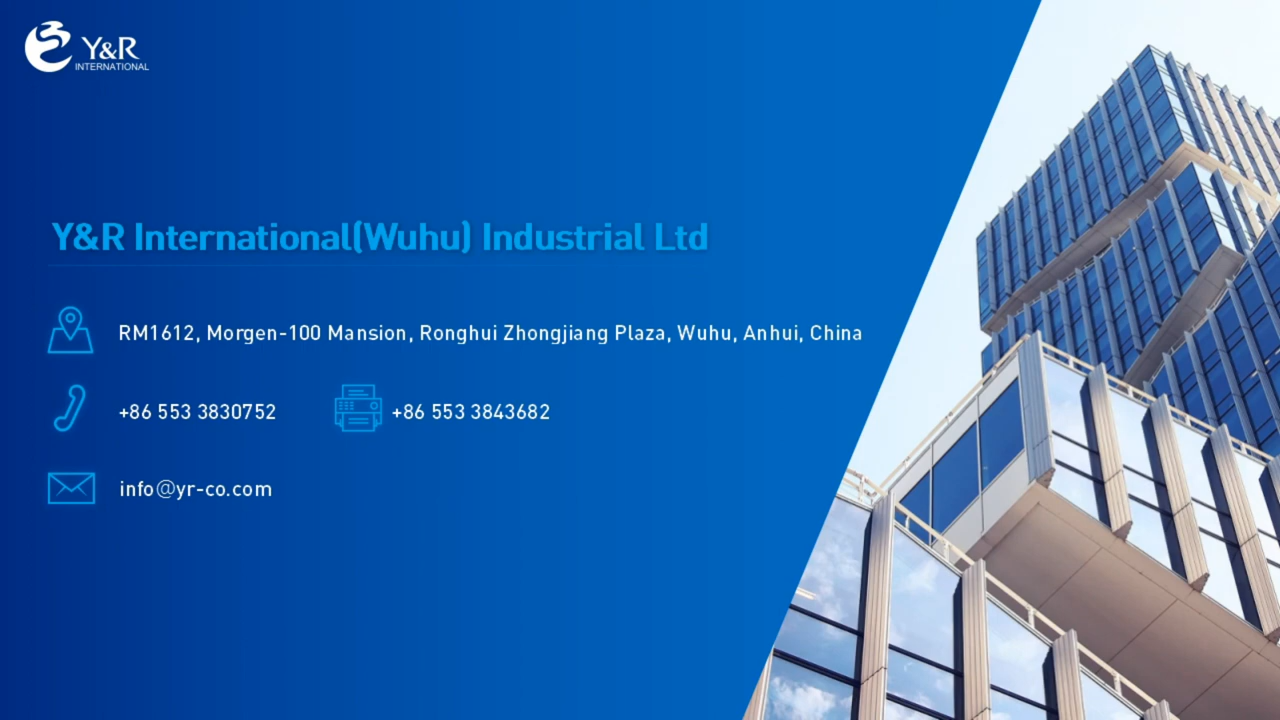 Y&R
INTERNATIONAL
Y&R International(Wuhu) Industrial Ltd
RM1612, Morgen-100 Mansion, Ronghui Zhongjiang Plaza, Wuhu, Anhui, China
+86 553 3830752 +86 553 3843682
info@yr-co.com